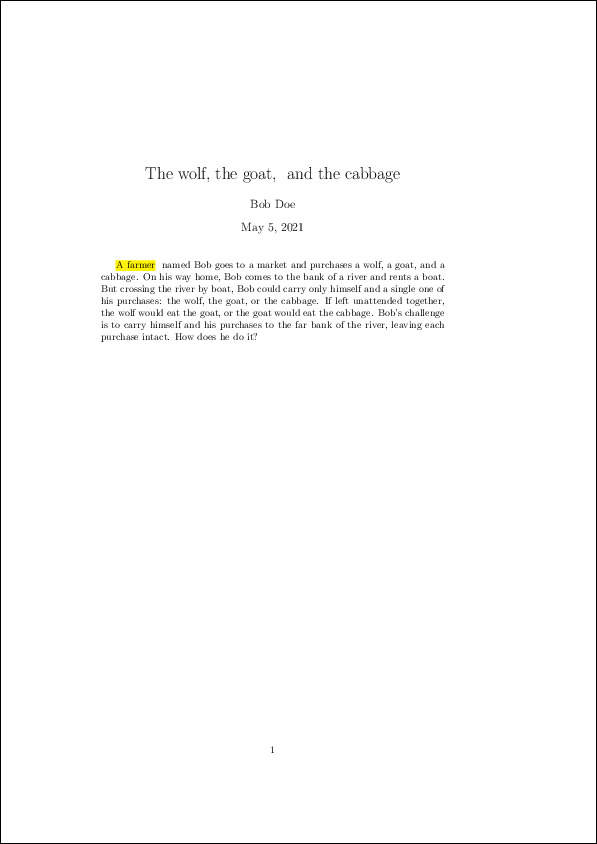 The wolf, the goat, and the cabbage
Bob Doe
May 5, 2021
A farmer named Bob goes to a market and purchases a wolf, a goat, and a
cabbage. On his way home, Bob comes to the bank of a river and rents a boat.
But crossing the river by boat, Bob could carry only himself and a single one of
his purchases: the wolf, the goat, or the cabbage. If left unattended together,
the wolf would eat the goat, or the goat would eat the cabbage. Bob's challenge
is to carry himself and his purchases to the far bank of the river, leaving each
purchase intact. How does he do it?
1